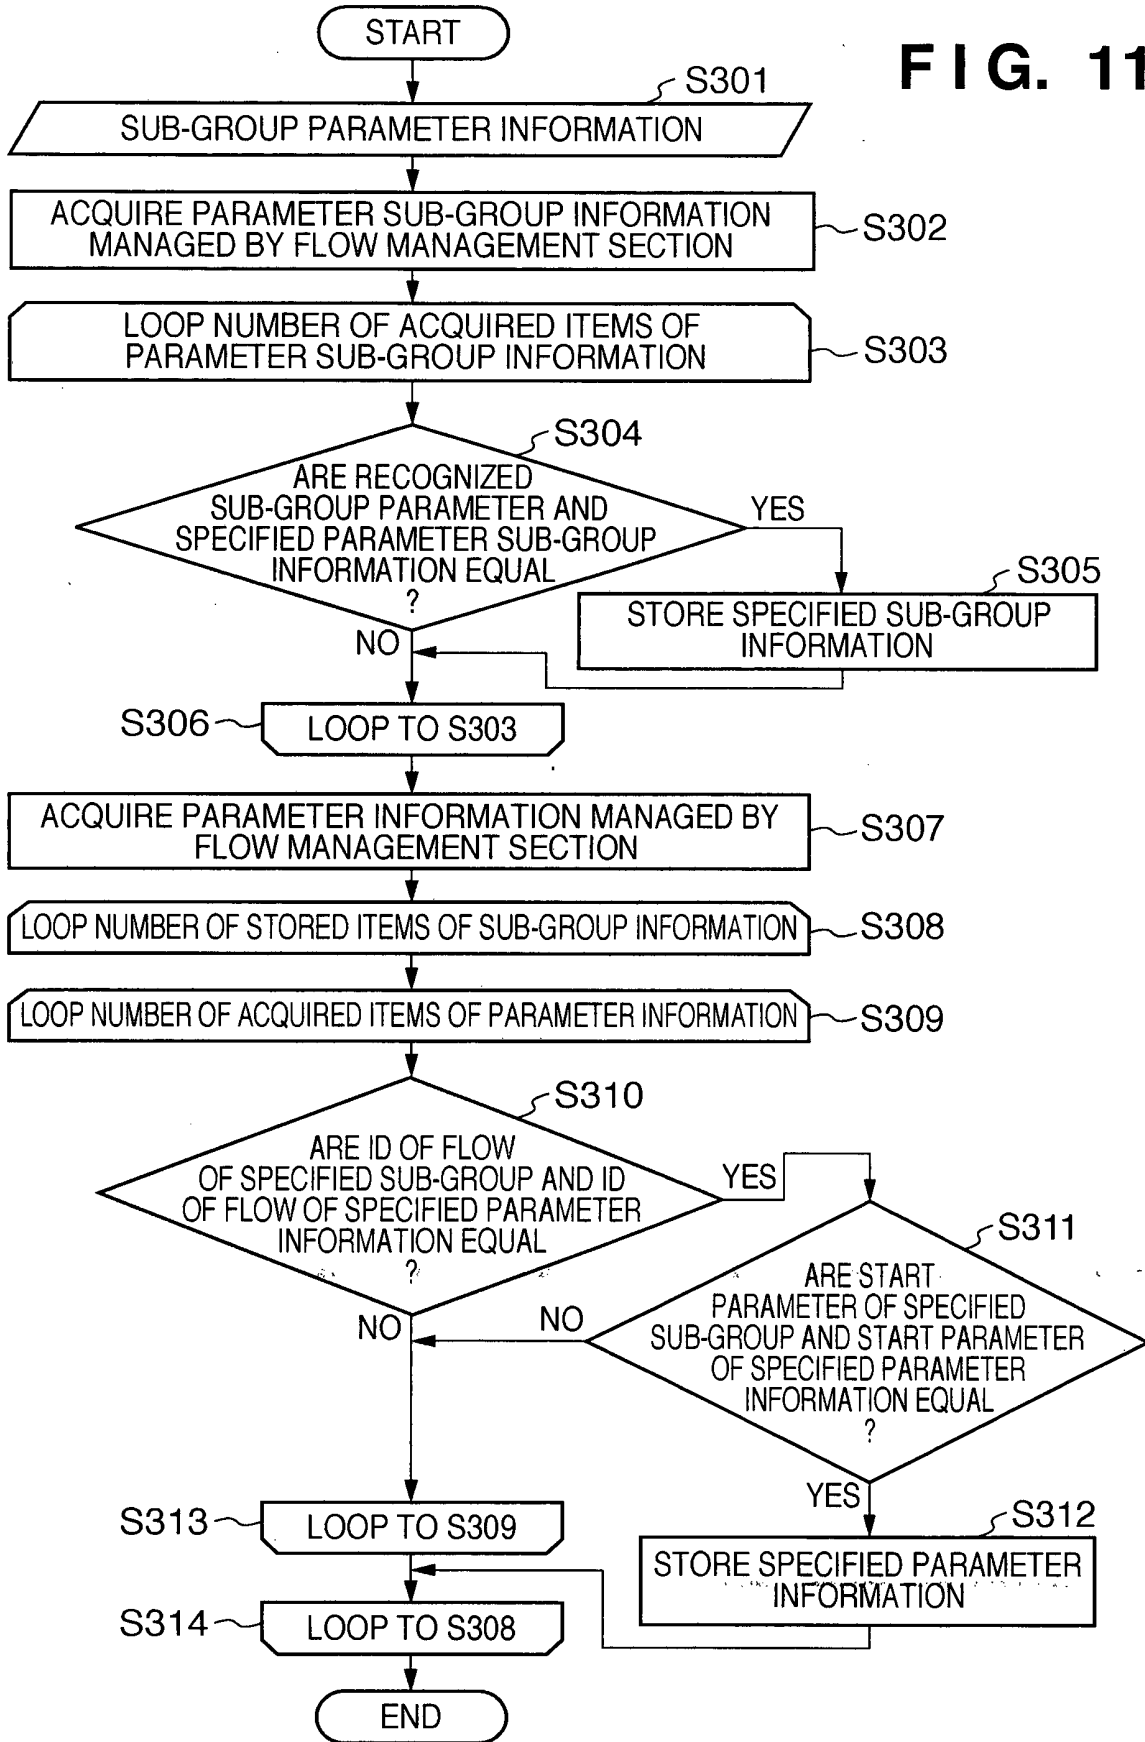 START
FIG. 11
S301
SUB-GROUP PARAMETER INFORMATION
ACQUIRE PARAMETER SUB-GROUP INFORMATION
MANAGED BY FLOW MANAGEMENT SECTION
S302
LOOP NUMBER OF ACQUIRED ITEMS OF
PARAMETER SUB-GROUP INFORMATION
S303
S304
ARE RECOGNIZED
SUB-GROUP PARAMETER AND
SPECIFIED PARAMETER SUB-GROUP
INFORMATION EQUAL
?
YES
NO
S305
STORE SPECIFIED SUB-GROUP
INFORMATION
S306
LOOP TO S303
ACQUIRE PARAMETER INFORMATION MANAGED BY
FLOW MANAGEMENT SECTION
S307
LOOP NUMBER OF STORED ITEMS OF SUB-GROUP INFORMATION
S308
LOOP NUMBER OF ACQUIRED ITEMS OF PARAMETER INFORMATION
S309
S310
ARE ID OF FLOW
OF SPECIFIED SUB-GROUP AND ID
OF FLOW OF SPECIFIED PARAMETER
INFORMATION EQUAL
?
YES
NO
S311
ARE START
PARAMETER OF SPECIFIED
SUB-GROUP AND START PARAMETER
OF SPECIFIED PARAMETER
INFORMATION EQUAL
?
NO
YES
S312
STORE SPECIFIED PARAMETER
INFORMATION
S313
LOOP TO S309
S314
LOOP TO S308
END